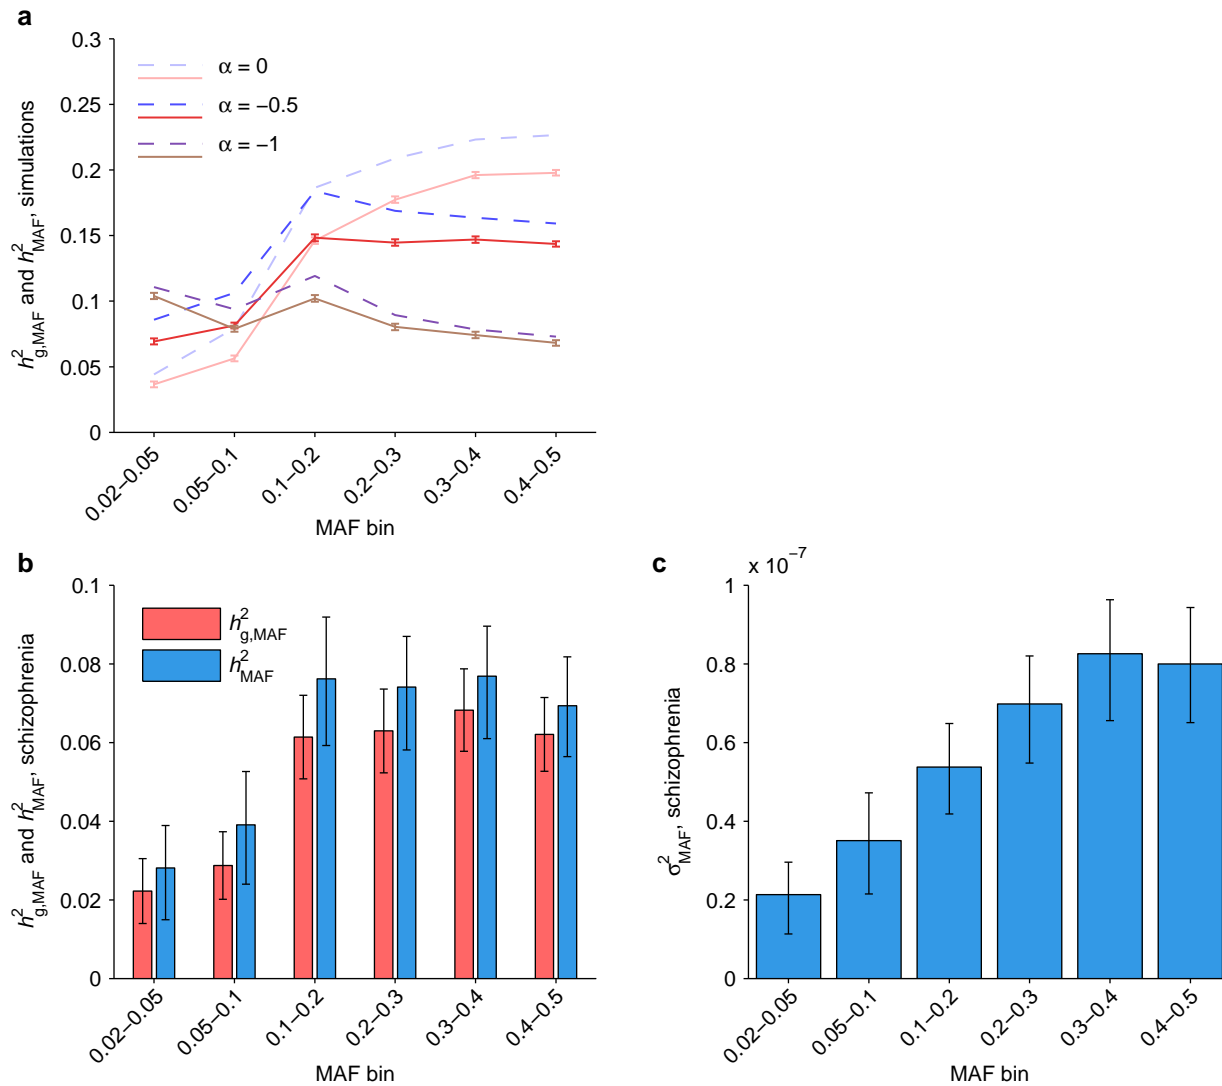 a
h²g,MAF and h²MAF, simulations
0.3
0.25
0.2
0.15
0.1
0.05
0
α = 0
α = −0.5
α = −1
0.02−0.05
0.05−0.1
0.1−0.2
0.2−0.3
0.3−0.4
0.4−0.5
MAF bin
b
h²g,MAF and h²MAF, schizophrenia
0.1
0.08
0.06
0.04
0.02
0
h²g,MAF
h²MAF
0.02−0.05
0.05−0.1
0.1−0.2
0.2−0.3
0.3−0.4
0.4−0.5
MAF bin
c
x 10⁻⁷
σ²MAF, schizophrenia
1
0.8
0.6
0.4
0.2
0
0.02−0.05
0.05−0.1
0.1−0.2
0.2−0.3
0.3−0.4
0.4−0.5
MAF bin